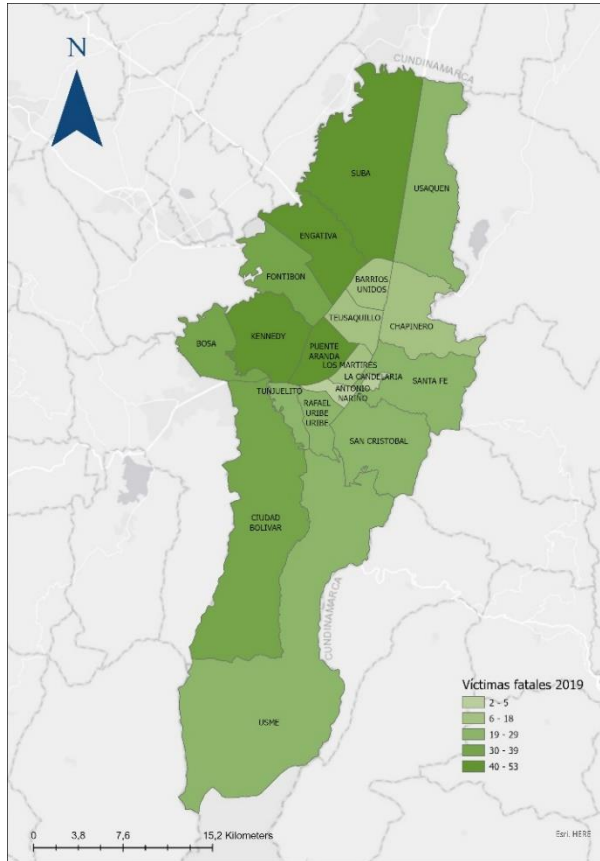 N
CUNDINAMARCA
SUBA
USAQUEN
ENGATIVA
FONTIBON
BARRIOS
UNIDOS
TEUSAQUILLO
CHAPINERO
KENNEDY
BOSA
PUENTE
ARANDA
LOS MARTIRES
LA CANDELARIA
SANTA FE
TUNJUELITO
ANTONIO
NARIÑO
RAFAEL
URIBE
URIBE
SAN CRISTOBAL
CIUDAD
BOLIVAR
CUNDINAMARCA
USME
Víctimas fatales 2019
2 - 5
6 - 18
19 - 29
30 - 39
40 - 53
0 3,8 7,6 15,2 Kilometers
Esri, HERE